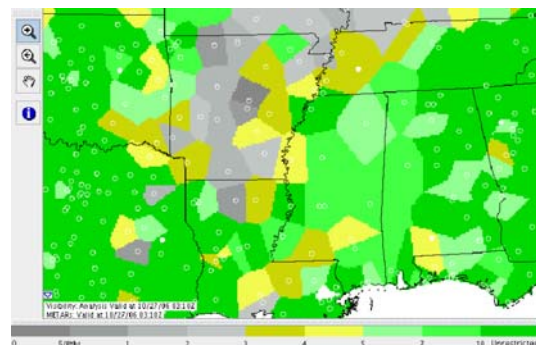 i
Visibility: Analysis Valid at 10/27/06 03:10Z
METARs: Valid at 10/27/06 03:10Z
0 1 2 3 4 5 7 10 Unrestricted